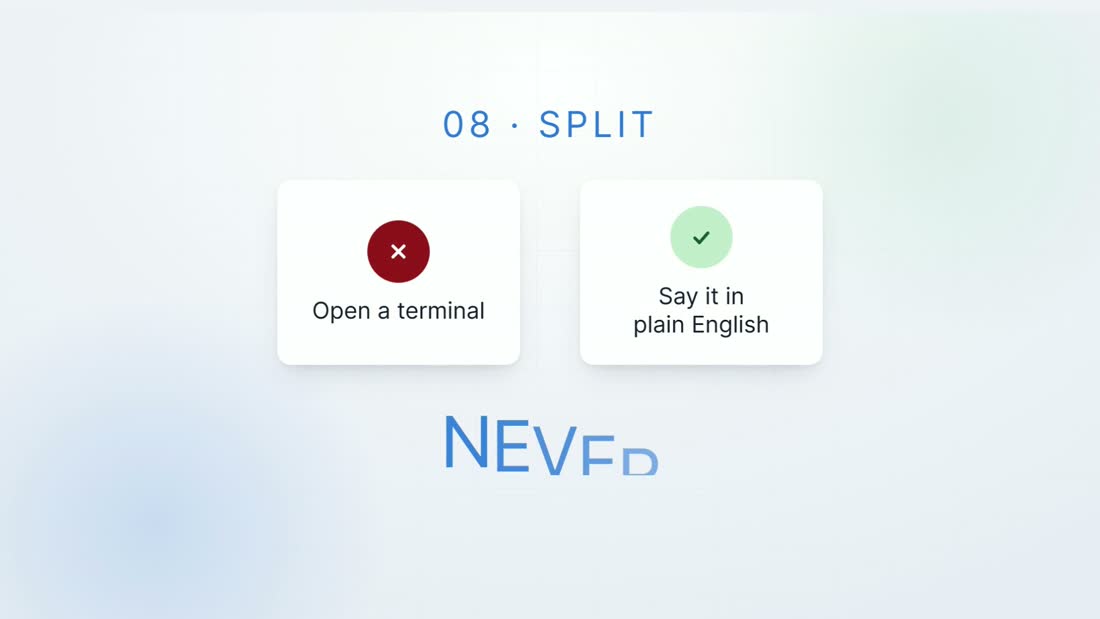 08 · SPLIT
Open a terminal
Say it in
plain English
NEVER